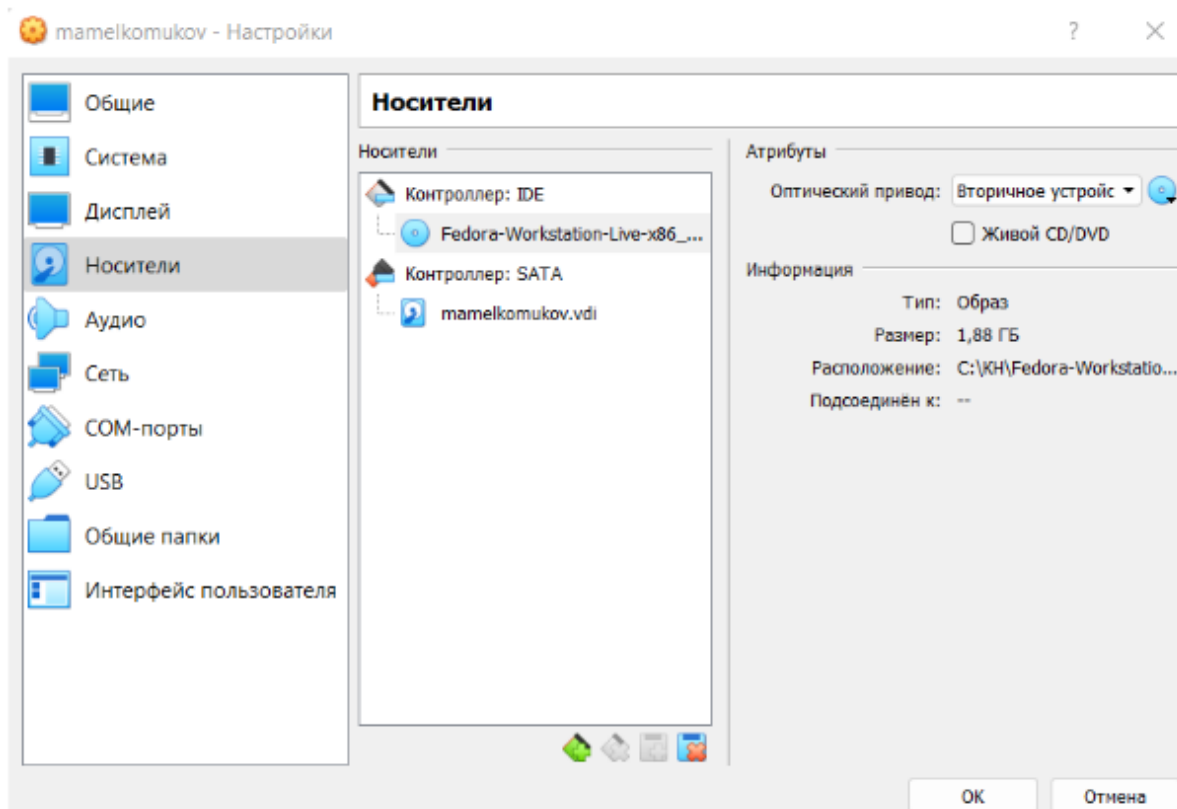 mamelkomukov - Настройки
?
Общие
Система
Дисплей
Носители
Аудио
Сеть
COM-порты
USB
Общие папки
Интерфейс пользователя
Носители
Носители
Контроллер: IDE
Fedora-Workstation-Live-x86_...
Контроллер: SATA
mamelkomukov.vdi
Атрибуты
Оптический привод: Вторичное устройс
Живой CD/DVD
Информация
Тип: Образ
Размер: 1,88 ГБ
Расположение: C:\KH\Fedora-Workstatio...
Подсоединён к: --
OK
Отмена